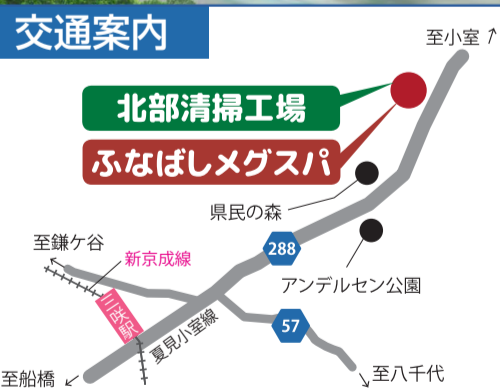 交通案内
至小室
北部清掃工場
ふなばしメグスパ
県民の森
288
アンデルセン公園
至鎌ケ谷
新京成線
三咲駅
夏見小室線
57
至船橋
至八千代